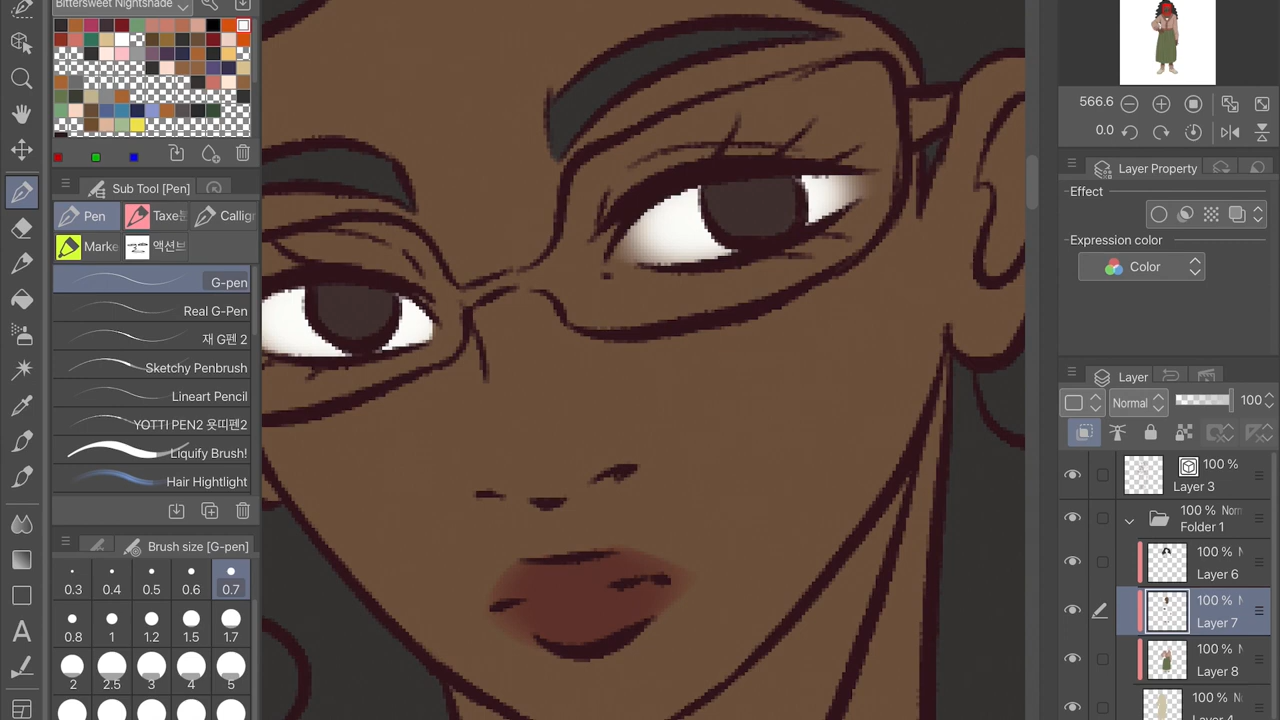 Bittersweet Nightshade
Sub Tool [Pen]
Pen
Taxe
Callig
Marke
액션브
G-pen
Real G-Pen
재 G펜 2
Sketchy Penbrush
Lineart Pencil
YOTTI PEN2 욧띠펜2
Liquify Brush!
Hair Hightlight
Brush size [G-pen]
0.3 0.4 0.5 0.6 0.7
0.8 1 1.2 1.5 1.7
2 2.5 3 4 5
566.6
0.0
Layer Property
Effect
Expression color
Color
Layer
Normal 100
100 %
Layer 3
100 % Norm
Folder 1
100 % N
Layer 6
100 % N
Layer 7
100 % N
Layer 8
100 % N